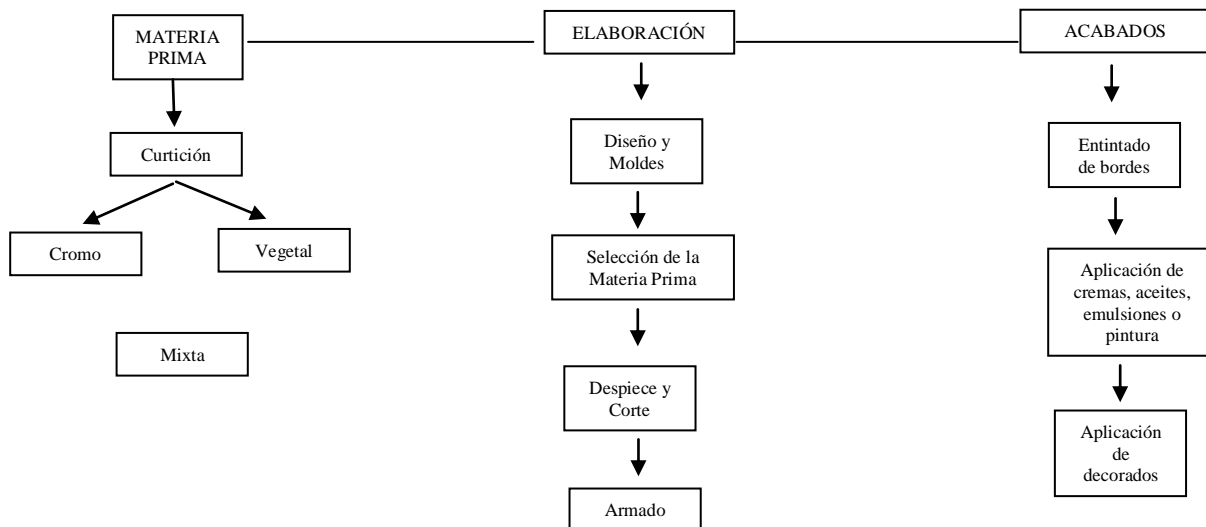 MATERIA
PRIMA
ELABORACIÓN
ACABADOS
Curtición
Cromo
Vegetal
Mixta
Diseño y
Moldes
Selección de la
Materia Prima
Despiece y
Corte
Armado
Entintado
de bordes
Aplicación de
cremas, aceites,
emulsiones o
pintura
Aplicación
de
decorados